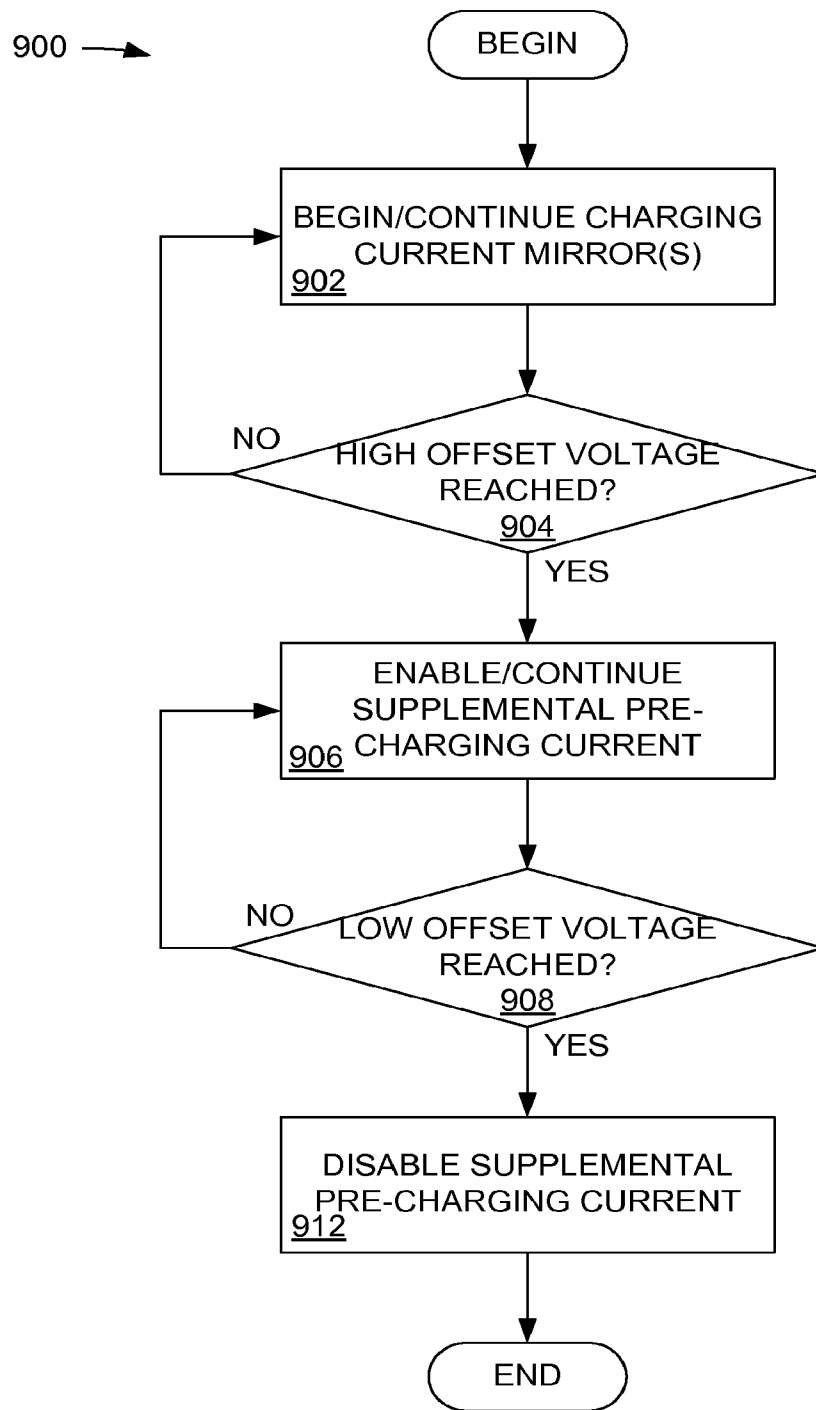 900
BEGIN
BEGIN/CONTINUE CHARGING
CURRENT MIRROR(S)
902
NO
HIGH OFFSET VOLTAGE
REACHED?
904
YES
ENABLE/CONTINUE
SUPPLEMENTAL PRE-
CHARGING CURRENT
906
NO
LOW OFFSET VOLTAGE
REACHED?
908
YES
DISABLE SUPPLEMENTAL
PRE-CHARGING CURRENT
912
END